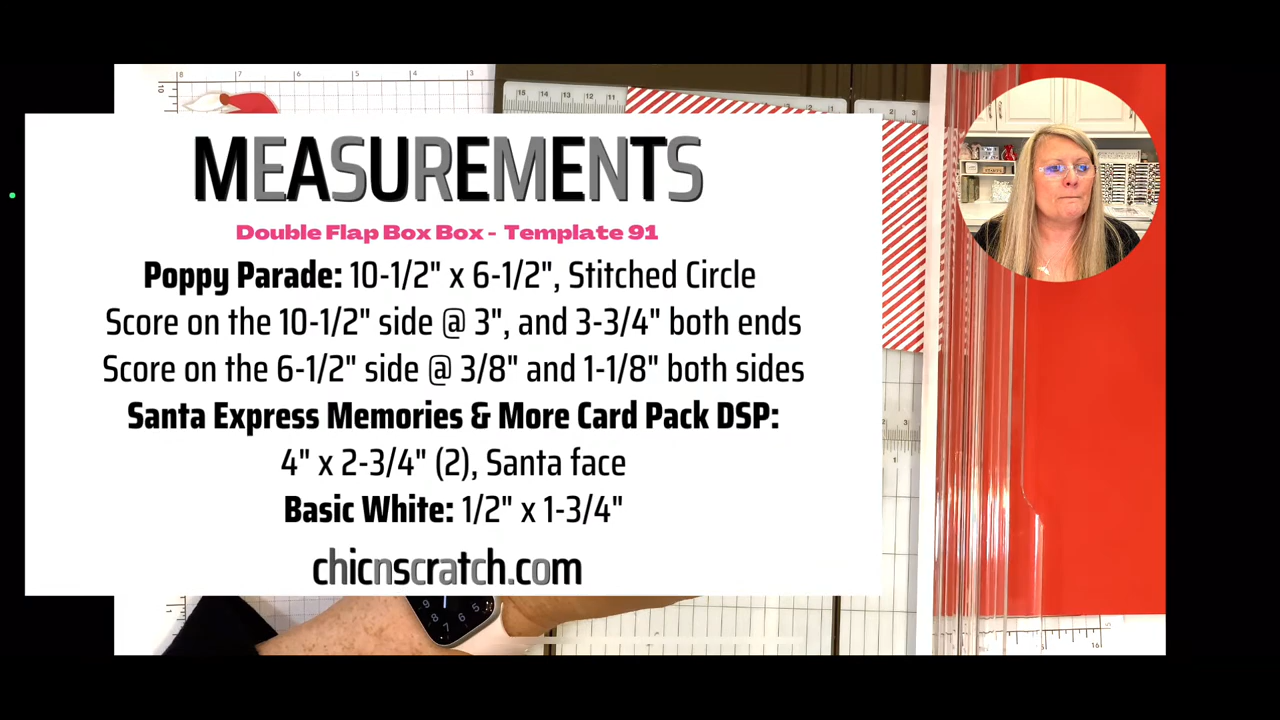 MEASUREMENTS
Double Flap Box Box - Template 91
Poppy Parade: 10-1/2" x 6-1/2", Stitched Circle
Score on the 10-1/2" side @ 3", and 3-3/4" both ends
Score on the 6-1/2" side @ 3/8" and 1-1/8" both sides
Santa Express Memories & More Card Pack DSP:
4" x 2-3/4" (2), Santa face
Basic White: 1/2" x 1-3/4"
chicnscratch.com